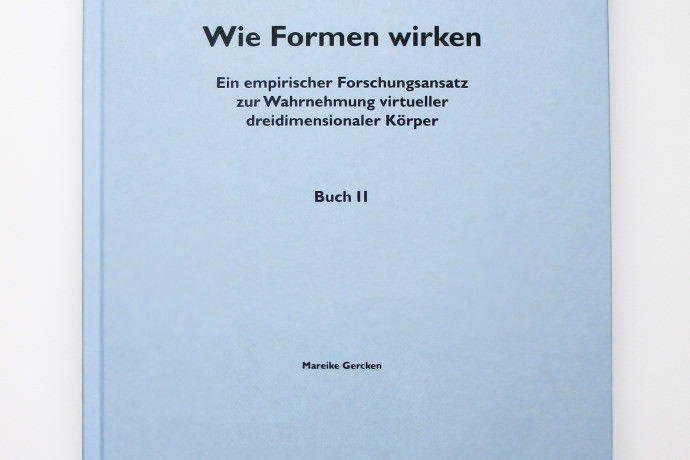 Wie Formen wirken
Ein empirischer Forschungsansatz
zur Wahrnehmung virtueller
dreidimensionaler Körper
Buch II
Mareike Gercken